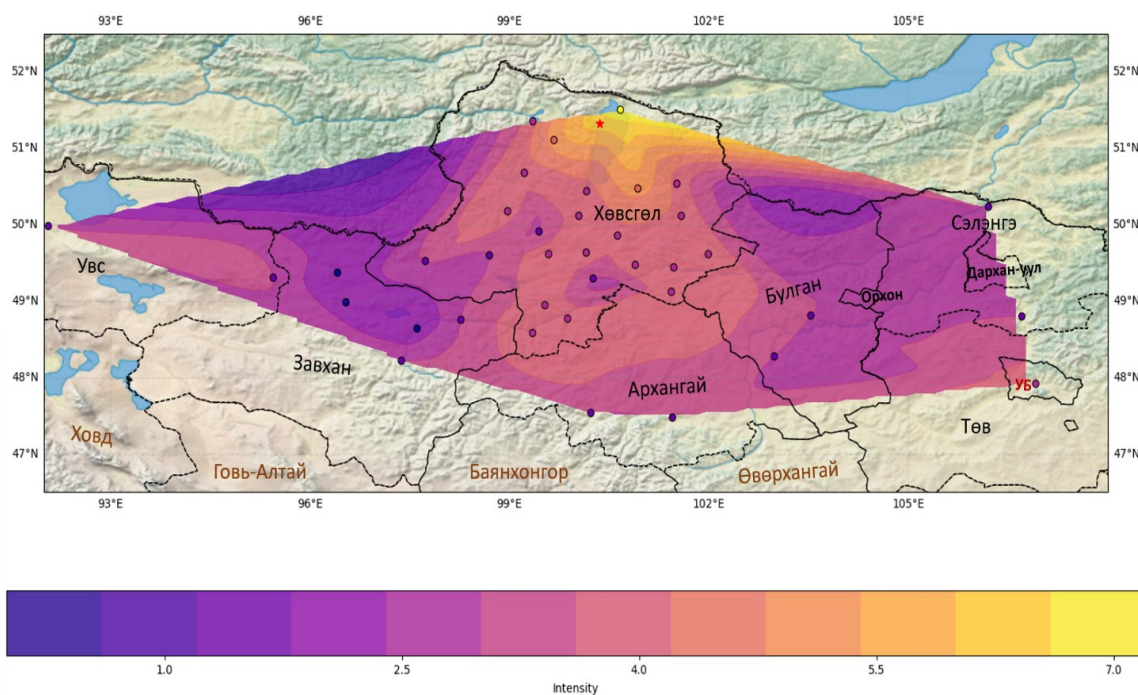 93°E 96°E 99°E 102°E 105°E
52°N 52°N
51°N 51°N
50°N 50°N
Хөвсгөл
Сэлэнгэ
Увс
Дархан-уул
49°N 49°N
Булган
Орхон
Завхан
48°N 48°N
Архангай
УБ
Төв
Ховд
47°N 47°N
Говь-Алтай
Баянхонгор
Өвөрхангай
93°E 96°E 99°E 102°E 105°E
1.0 2.5 4.0 5.5 7.0
Intensity